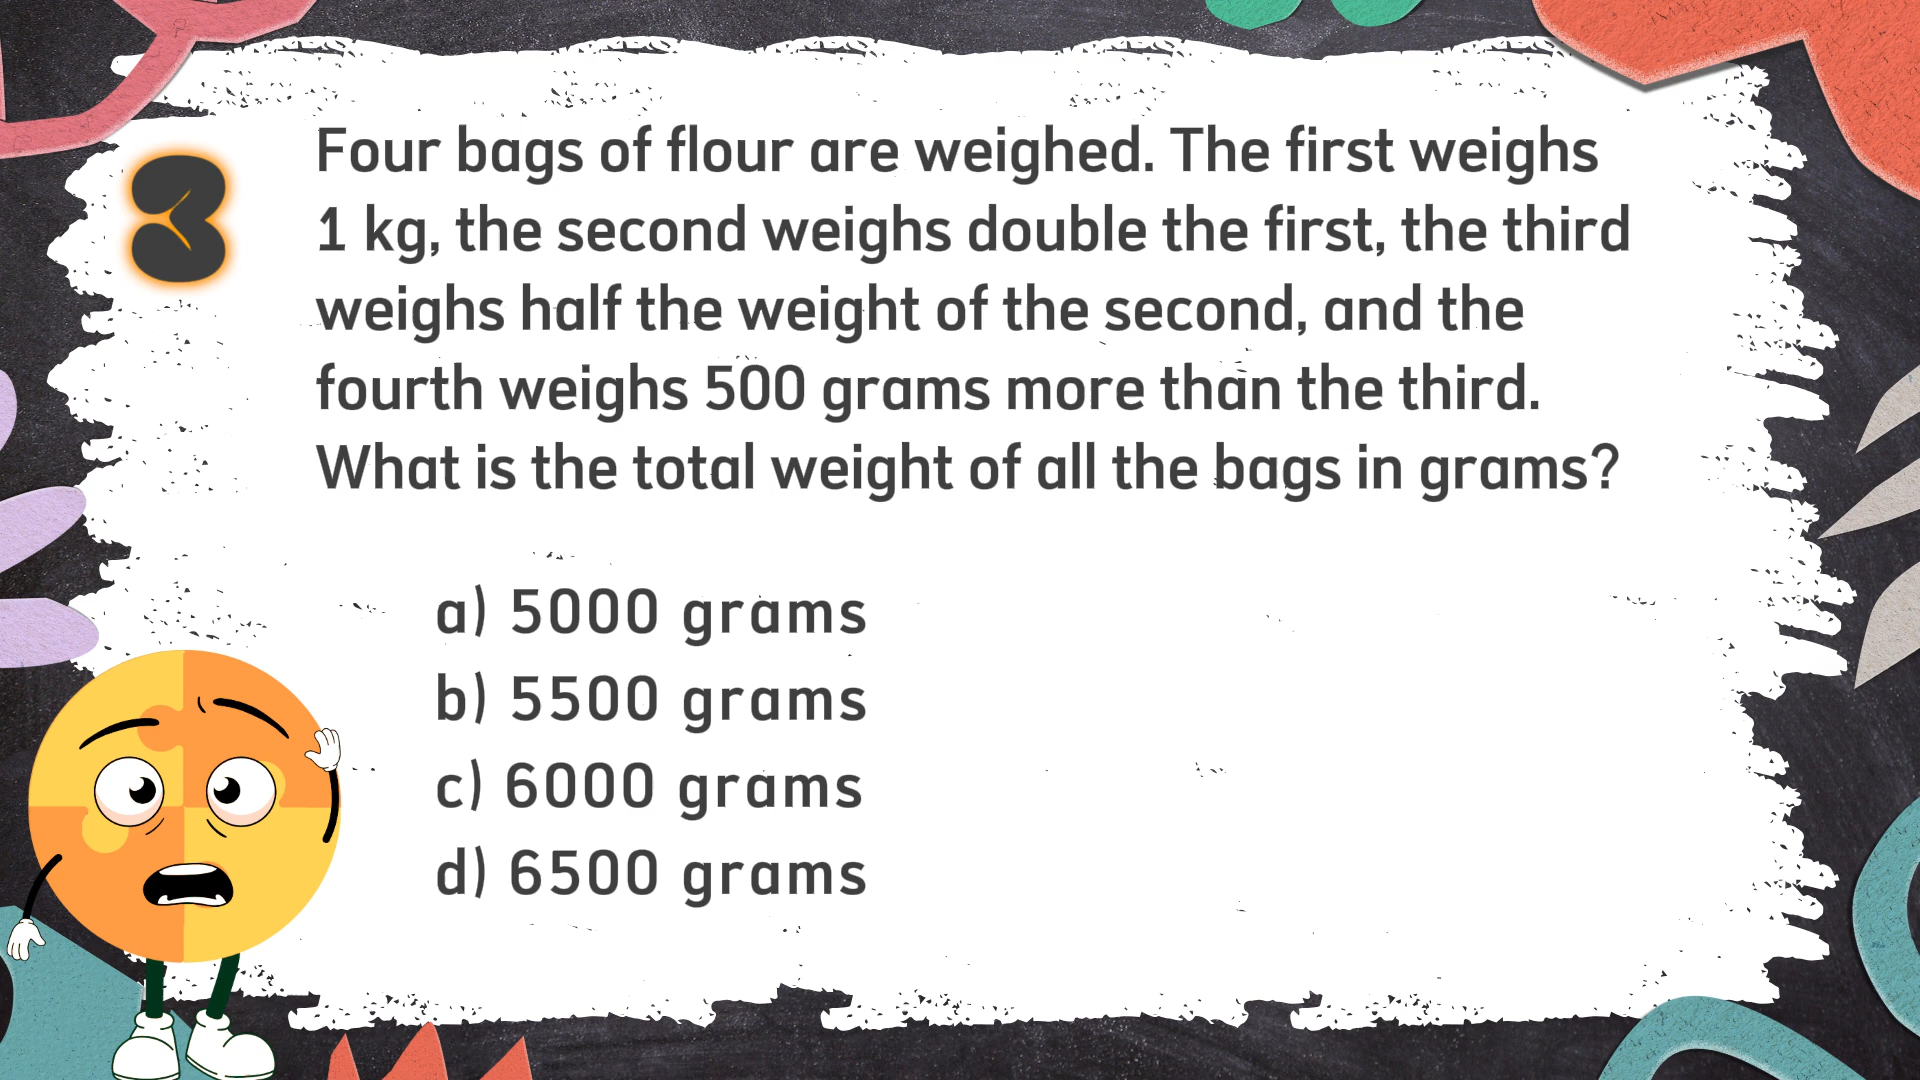 3
Four bags of flour are weighed. The first weighs
1 kg, the second weighs double the first, the third
weighs half the weight of the second, and the
fourth weighs 500 grams more than the third.
What is the total weight of all the bags in grams?
a) 5000 grams
b) 5500 grams
c) 6000 grams
d) 6500 grams